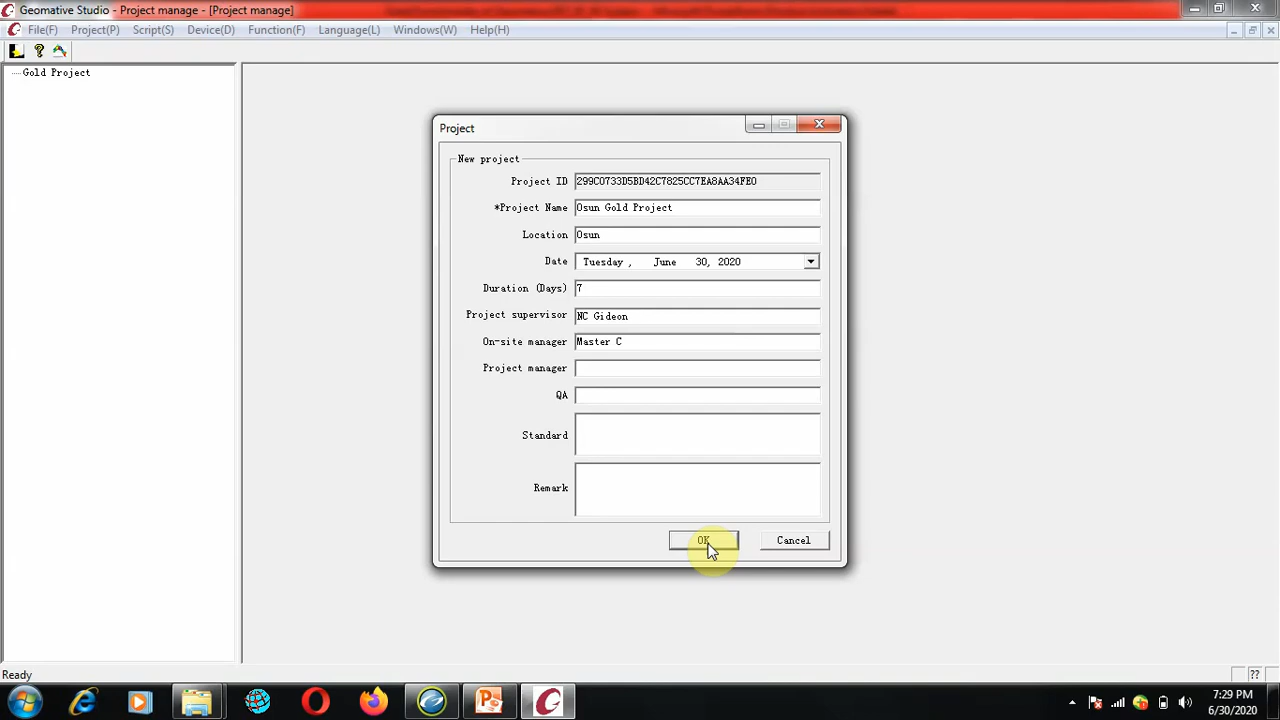 Geomative Studio - Project manage - [Project manage]
File(F) Project(P) Script(S) Device(D) Function(F) Language(L) Windows(W) Help(H)
Gold Project
Project
New project
Project ID 299C0733D5BD42C7825CC7EA8AA34FE0
*Project Name Osun Gold Project
Location Osun
Date Tuesday , June 30, 2020
Duration (Days) 7
Project supervisor NC Gideon
On-site manager Master C
Project manager
QA
Standard
Remark
OK Cancel
Ready ??
7:29 PM
6/30/2020